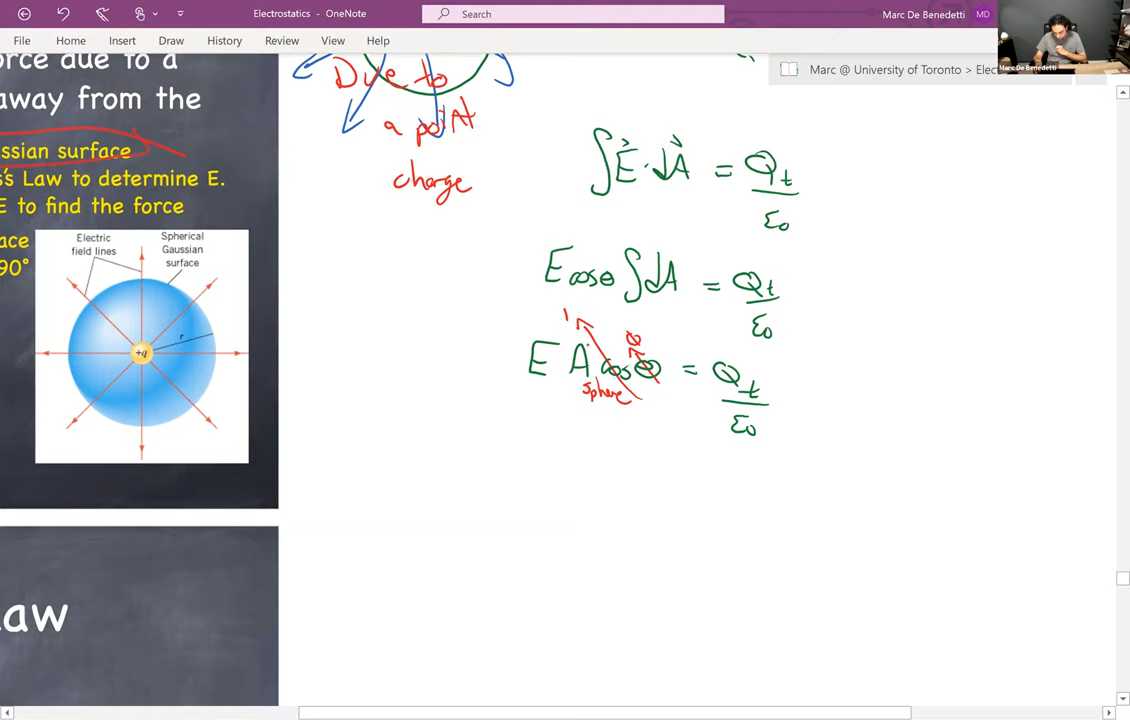 Electrostatics - OneNote
Search
Marc De Benedetti
MD
File Home Insert Draw History Review View Help
Marc De Benedetti
Marc @ University of Toronto > Elec
orce due to a
away from the
ssian surface
s's Law to determine E.
E to find the force
ace
90°
Electric field lines
Spherical Gaussian surface
r
+q
aw
Due to
a point
charge
∫E⃗·dA⃗ = Qt/ε0
E cosθ ∫dA = Qt/ε0
1
0
E A cosθ = Qt/ε0
sphere